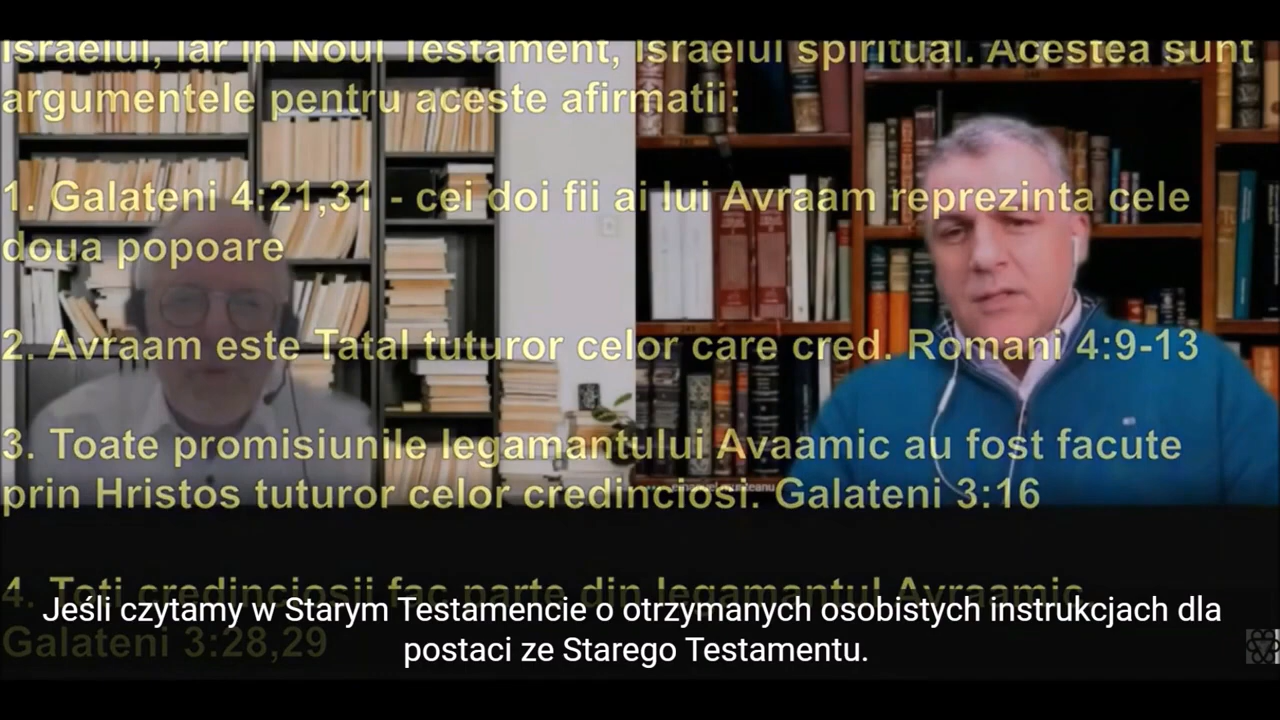 Israelul, iar in Noul Testament, Israelul spiritual. Acestea sunt
argumentele pentru aceste afirmatii:
1. Galateni 4:21,31 - cei doi fii ai lui Avraam reprezinta cele
doua popoare
2. Avraam este Tatal tuturor celor care cred. Romani 4:9-13
3. Toate promisiunile legamantului Avaamic au fost facute
prin Hristos tuturor celor credinciosi. Galateni 3:16
emanuel munteanu
4. Toti credinciosii fac parte din legamantul Avraamic
Galateni 3:28,29
Jeśli czytamy w Starym Testamencie o otrzymanych osobistych instrukcjach dla
postaci ze Starego Testamentu.